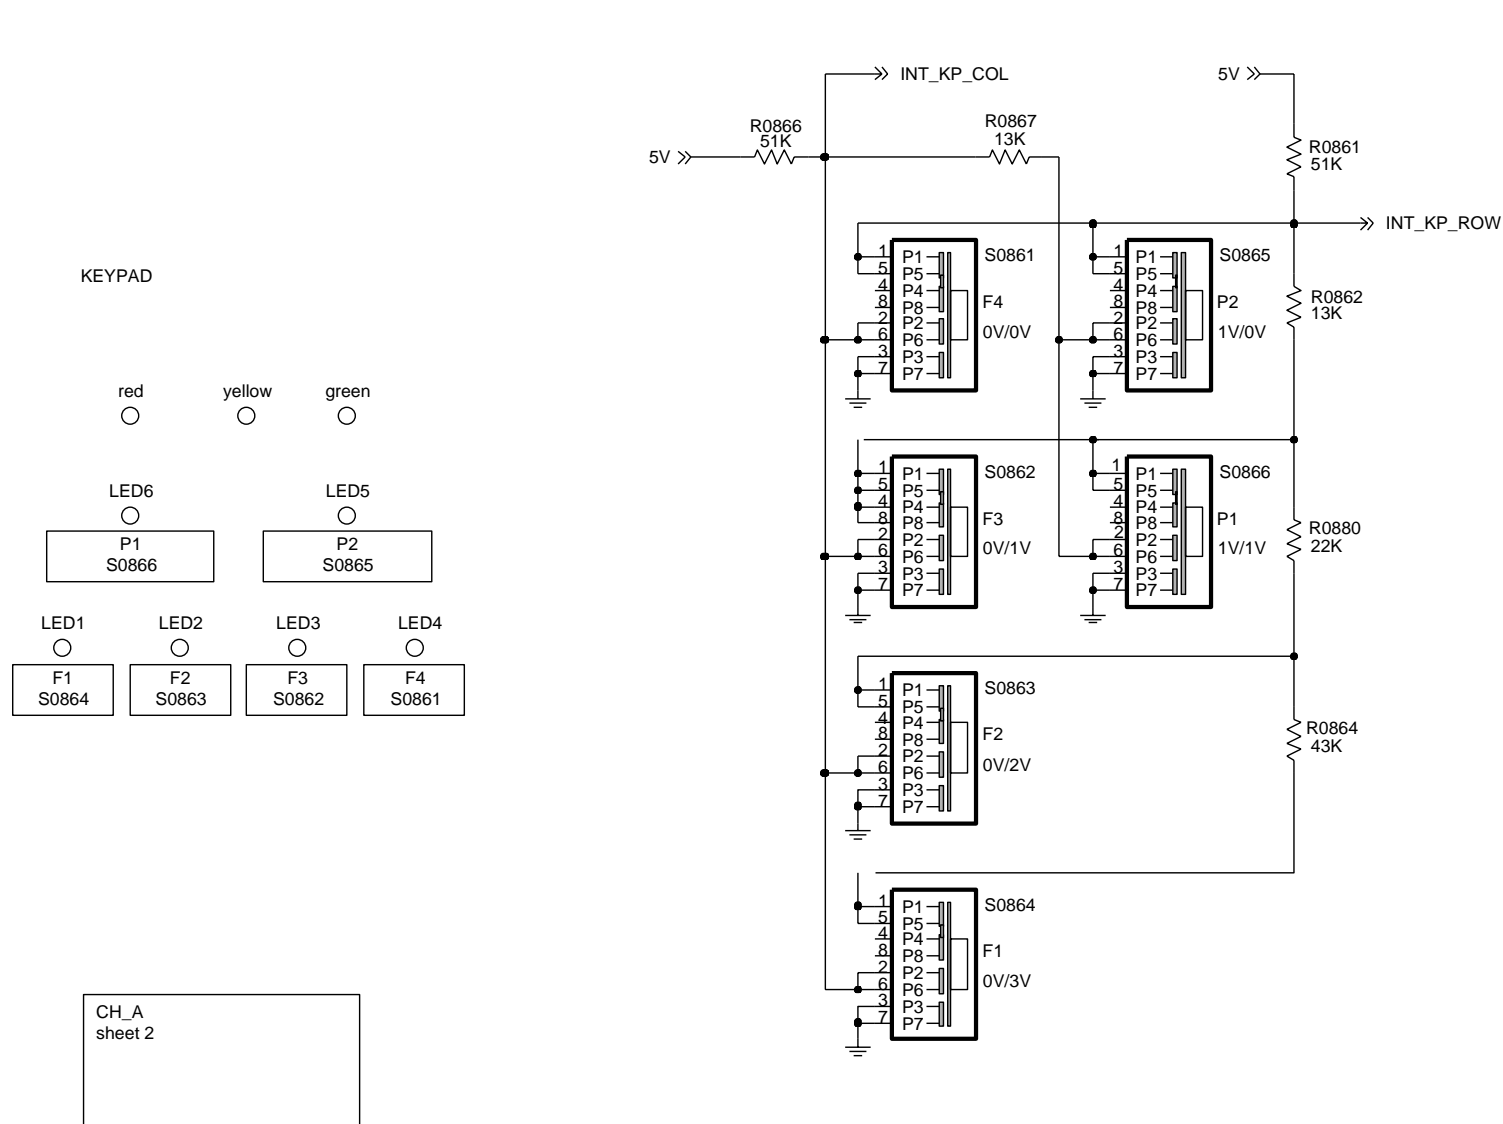 KEYPAD
red yellow green
LED6 LED5
P1 P2
S0866 S0865
LED1 LED2 LED3 LED4
F1 F2 F3 F4
S0864 S0863 S0862 S0861
CH_A
sheet 2
INT_KP_COL
5V
R0866
51K
5V
R0867
13K
R0861
51K
INT_KP_ROW
R0862
13K
R0880
22K
R0864
43K
1 P1 S0861
5 P5
4 P4
8 P8 F4
2 P2
6 P6 0V/0V
3 P3
7 P7
1 P1 S0865
5 P5
4 P4
8 P8 P2
2 P2
6 P6 1V/0V
3 P3
7 P7
1 P1 S0862
5 P5
4 P4
8 P8 F3
2 P2
6 P6 0V/1V
3 P3
7 P7
1 P1 S0866
5 P5
4 P4
8 P8 P1
2 P2
6 P6 1V/1V
3 P3
7 P7
1 P1 S0863
5 P5
4 P4
8 P8 F2
2 P2
6 P6 0V/2V
3 P3
7 P7
1 P1 S0864
5 P5
4 P4
8 P8 F1
2 P2
6 P6 0V/3V
3 P3
7 P7